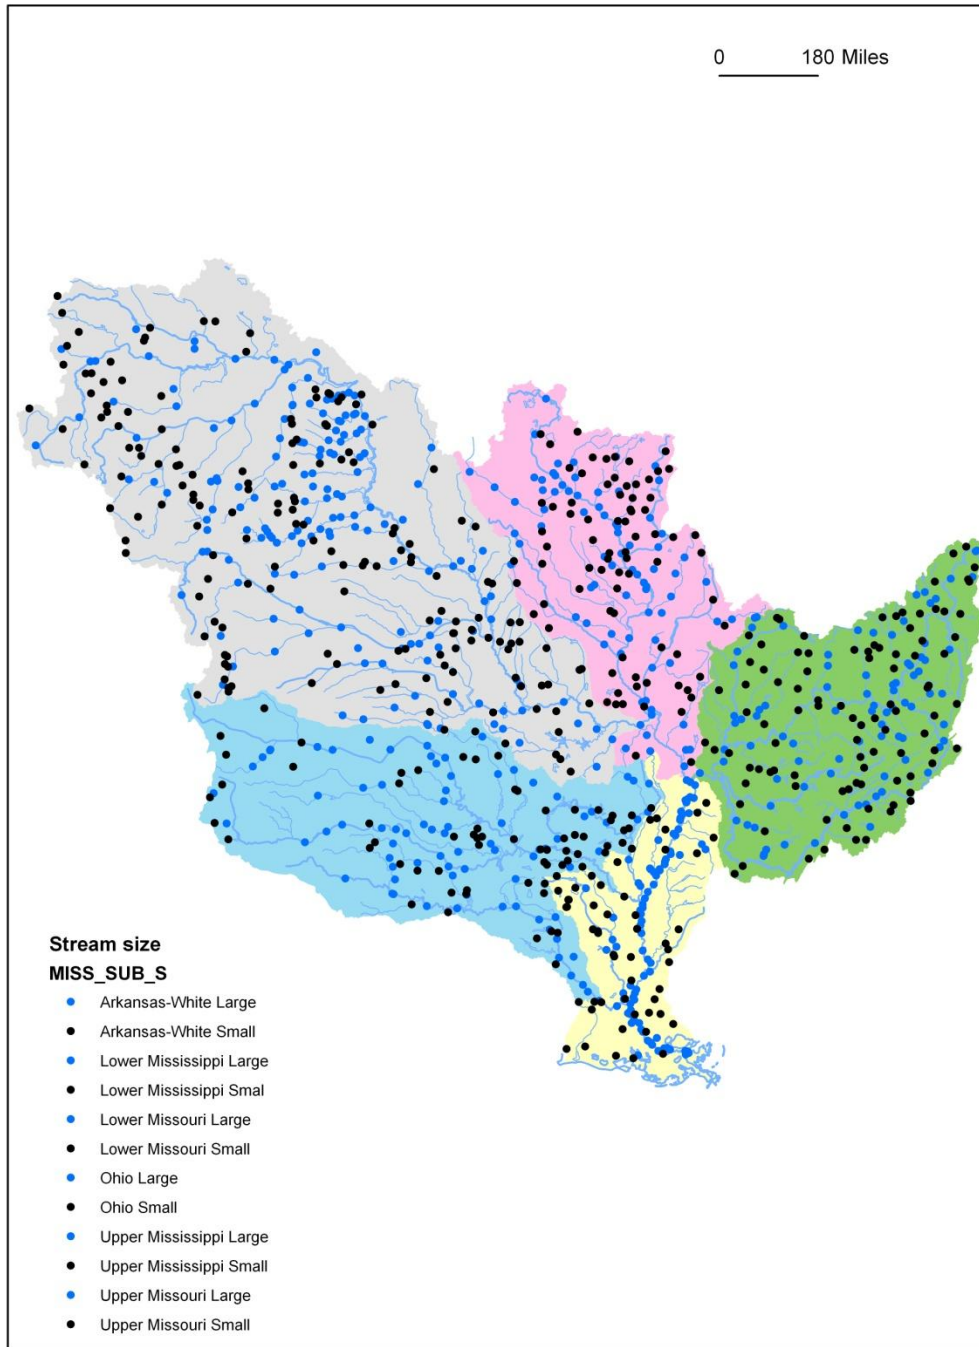 0 180 Miles
Stream size
MISS_SUB_S
Arkansas-White Large
Arkansas-White Small
Lower Mississippi Large
Lower Mississippi Smal
Lower Missouri Large
Lower Missouri Small
Ohio Large
Ohio Small
Upper Mississippi Large
Upper Mississippi Small
Upper Missouri Large
Upper Missouri Small